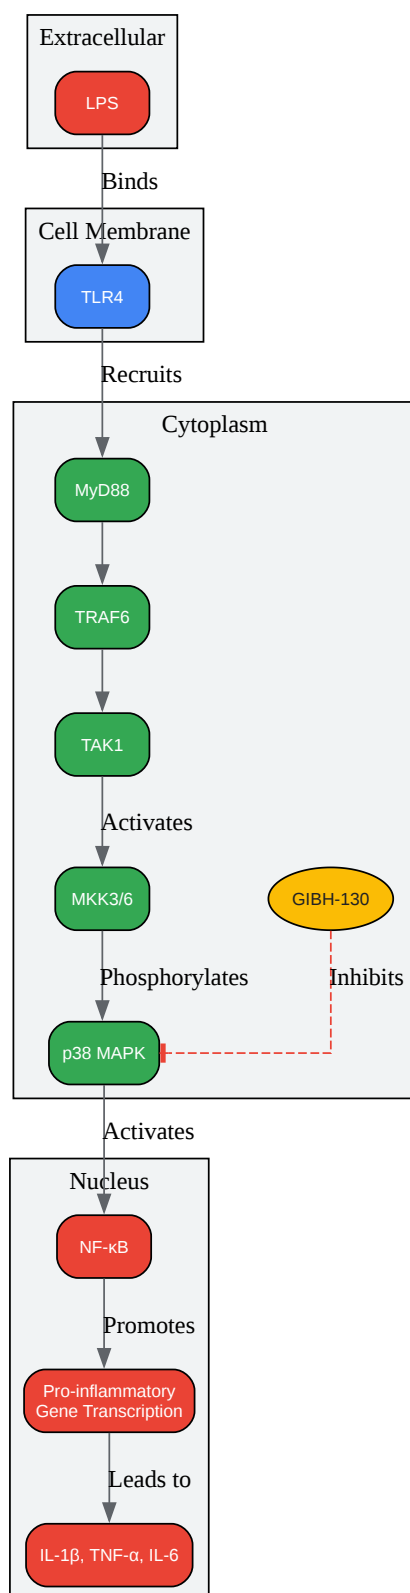 Extracellular
LPS
Binds
Cell Membrane
TLR4
Recruits
Cytoplasm
MyD88
TRAF6
TAK1
Activates
MKK3/6
GIBH-130
Phosphorylates
Inhibits
p38 MAPK
Activates
Nucleus
NF-κB
Promotes
Pro-inflammatory
Gene Transcription
Leads to
IL-1β, TNF-α, IL-6